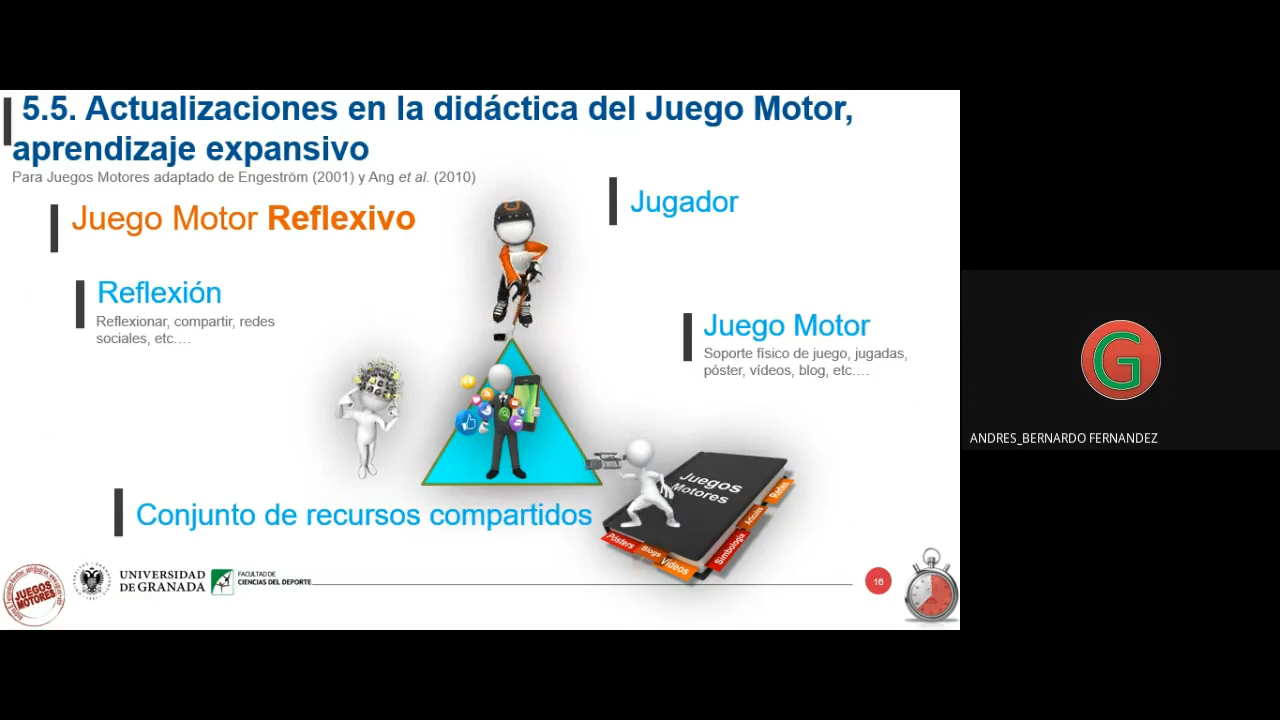 5.5. Actualizaciones en la didáctica del Juego Motor,
aprendizaje expansivo
Para Juegos Motores adaptado de Engeström (2001) y Ang et al. (2010)
Juego Motor Reflexivo
Jugador
Reflexión
Reflexionar, compartir, redes
sociales, etc.…
Juego Motor
Soporte físico de juego, jugadas,
póster, vídeos, blog, etc.…
Juegos
Motores
Redes
Artículos
Simbología
Pósters
Blogs
Vídeos
Conjunto de recursos compartidos
JUEGOS
MOTORES
UNIVERSIDAD
DE GRANADA
FACULTAD DE
CIENCIAS DEL DEPORTE
16
G
ANDRES_BERNARDO FERNANDEZ